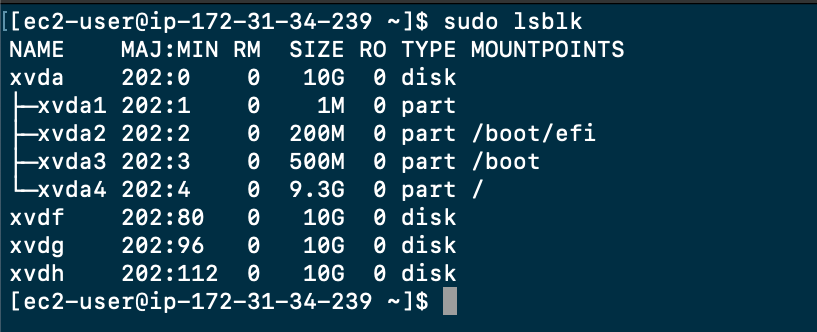 [[ec2-user@ip-172-31-34-239 ~]$ sudo lsblk
NAME    MAJ:MIN RM  SIZE RO TYPE MOUNTPOINTS
xvda    202:0    0   10G  0 disk
├─xvda1 202:1    0    1M  0 part
├─xvda2 202:2    0  200M  0 part /boot/efi
├─xvda3 202:3    0  500M  0 part /boot
└─xvda4 202:4    0  9.3G  0 part /
xvdf    202:80   0   10G  0 disk
xvdg    202:96   0   10G  0 disk
xvdh    202:112  0   10G  0 disk
[ec2-user@ip-172-31-34-239 ~]$